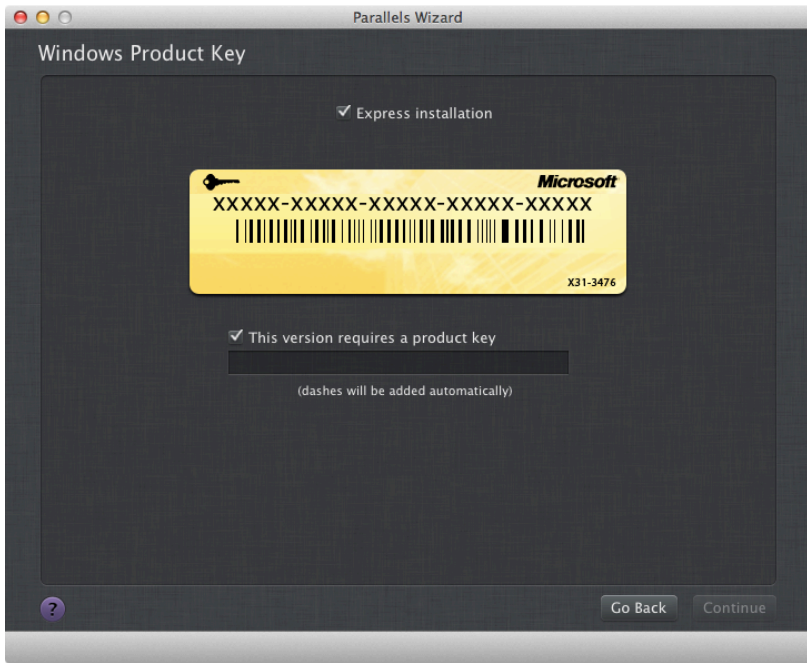 Parallels Wizard
Windows Product Key
Express installation
Microsoft
XXXXX-XXXXX-XXXXX-XXXXX-XXXXX
X31-3476
This version requires a product key
(dashes will be added automatically)
?
Go Back
Continue